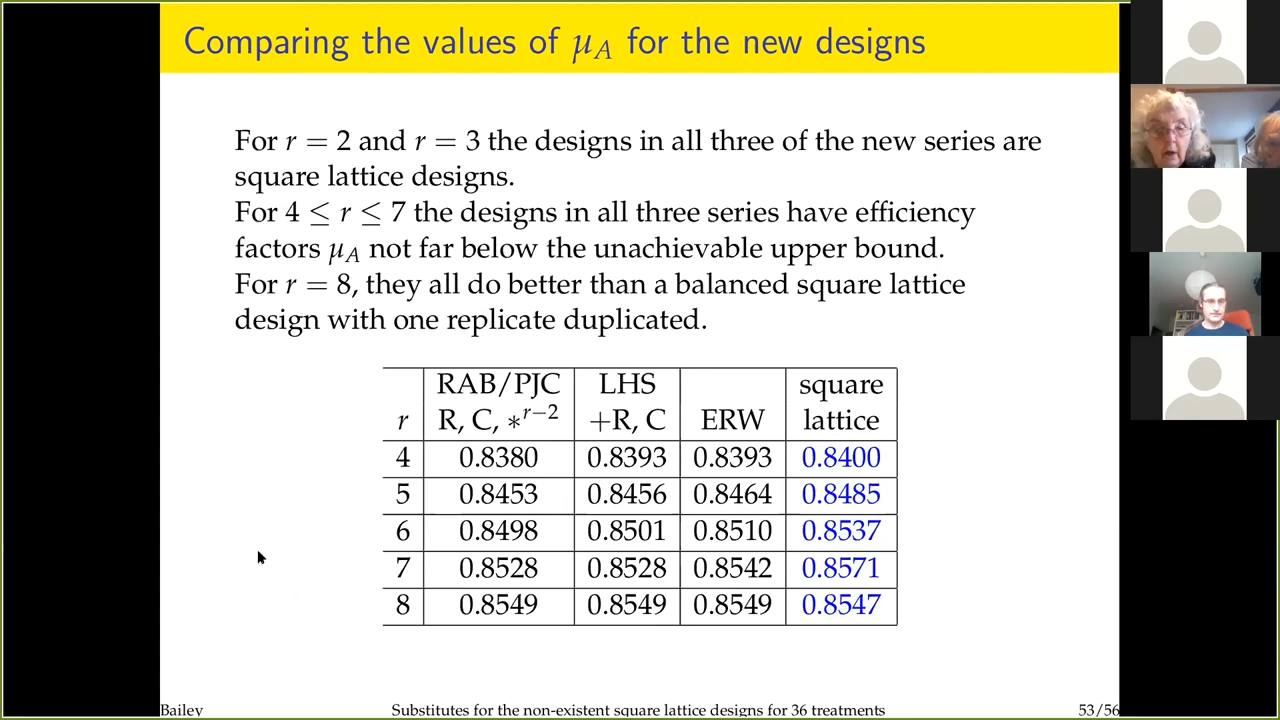 Comparing the values of μ_A for the new designs
For r = 2 and r = 3 the designs in all three of the new series are
square lattice designs.
For 4 ≤ r ≤ 7 the designs in all three series have efficiency
factors μ_A not far below the unachievable upper bound.
For r = 8, they all do better than a balanced square lattice
design with one replicate duplicated.
RAB/PJC LHS square
r R, C, ∗^{r−2} +R, C ERW lattice
4 0.8380 0.8393 0.8393 0.8400
5 0.8453 0.8456 0.8464 0.8485
6 0.8498 0.8501 0.8510 0.8537
7 0.8528 0.8528 0.8542 0.8571
8 0.8549 0.8549 0.8549 0.8547
Bailey Substitutes for the non-existent square lattice designs for 36 treatments 53/56